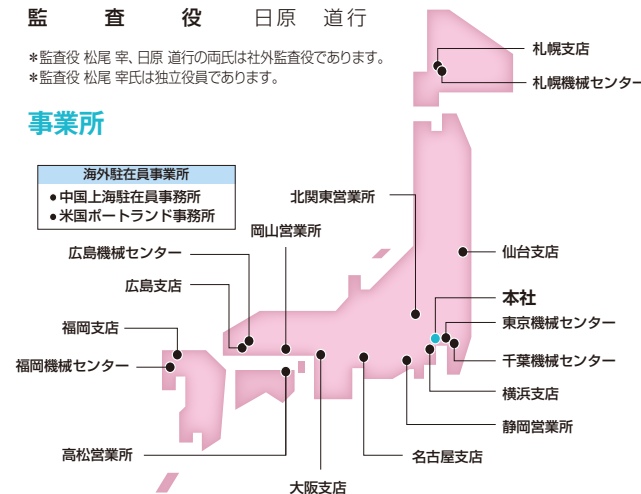 監査役 日原 道行
＊監査役 松尾 宰、日原 道行の両氏は社外監査役であります。
＊監査役 松尾 宰氏は独立役員であります。
事業所
海外駐在員事業所
●中国上海駐在員事務所
●米国ポートランド事務所
札幌支店
札幌機械センター
北関東営業所
岡山営業所
広島機械センター
仙台支店
広島支店
本社
東京機械センター
福岡支店
千葉機械センター
福岡機械センター
横浜支店
静岡営業所
高松営業所
名古屋支店
大阪支店